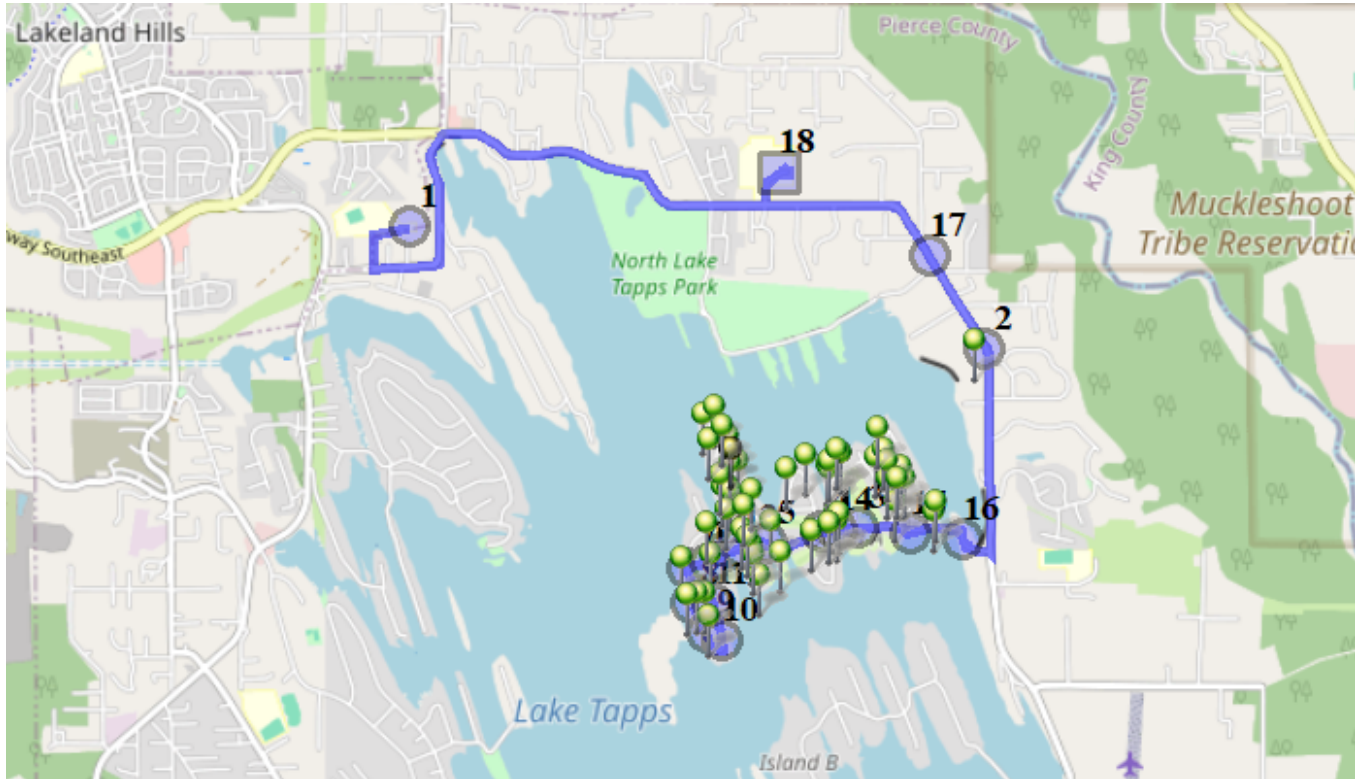 Lakeland Hills
Pierce County
King County
18
1
Muckleshoot
Tribe Reservatio
17
way Southeast
North Lake
Tapps Park
2
16
9
10
Lake Tapps
Island B